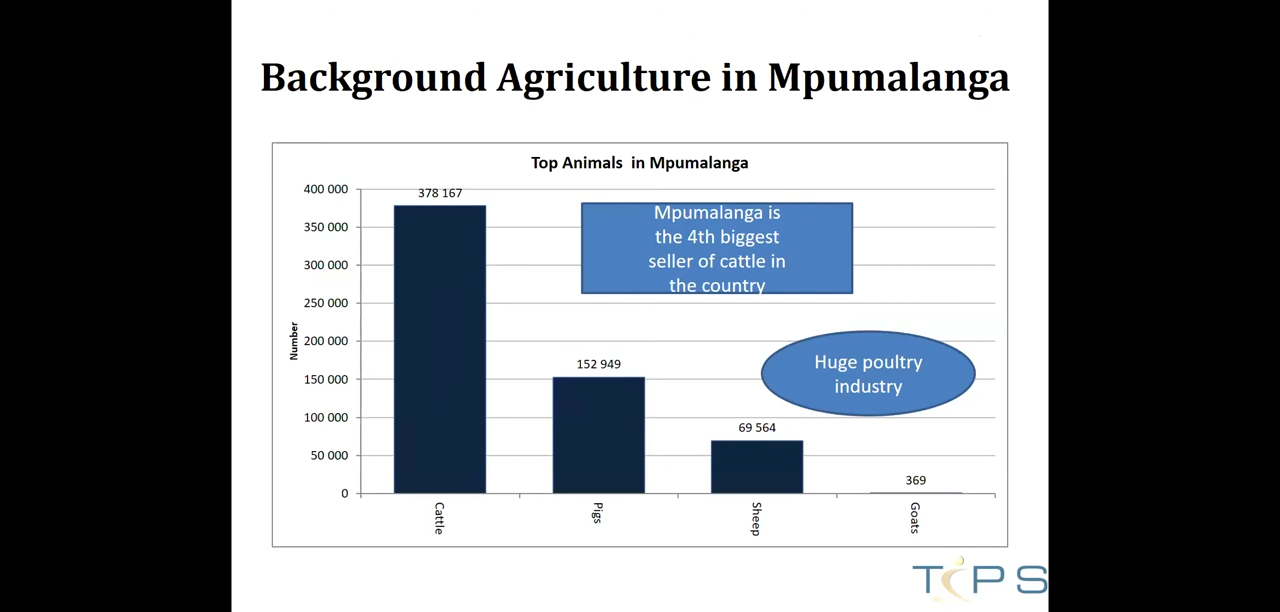 Background Agriculture in Mpumalanga
Top Animals in Mpumalanga
400 000
350 000
300 000
250 000
200 000
150 000
100 000
50 000
0
Number
378 167
152 949
69 564
369
Mpumalanga is
the 4th biggest
seller of cattle in
the country
Huge poultry
industry
Cattle
Pigs
Sheep
Goats
TIPS